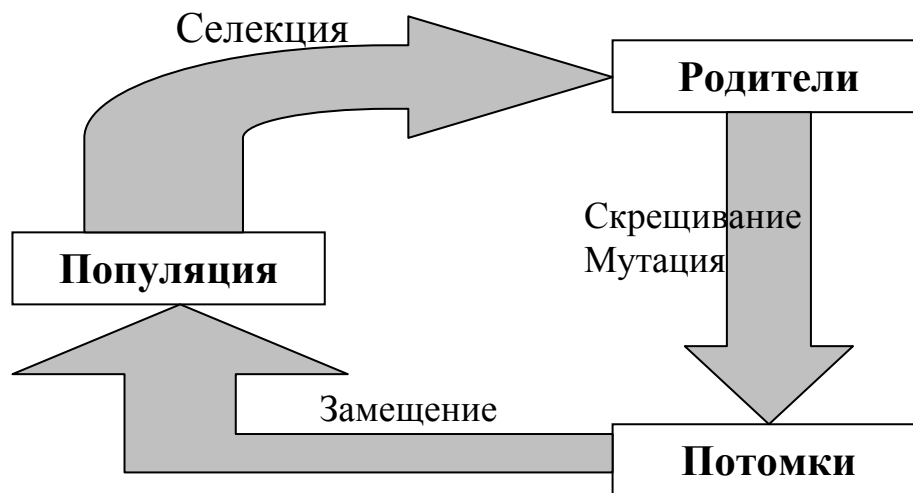 Селекция
Родители
Скрещивание
Мутация
Популяция
Замещение
Потомки